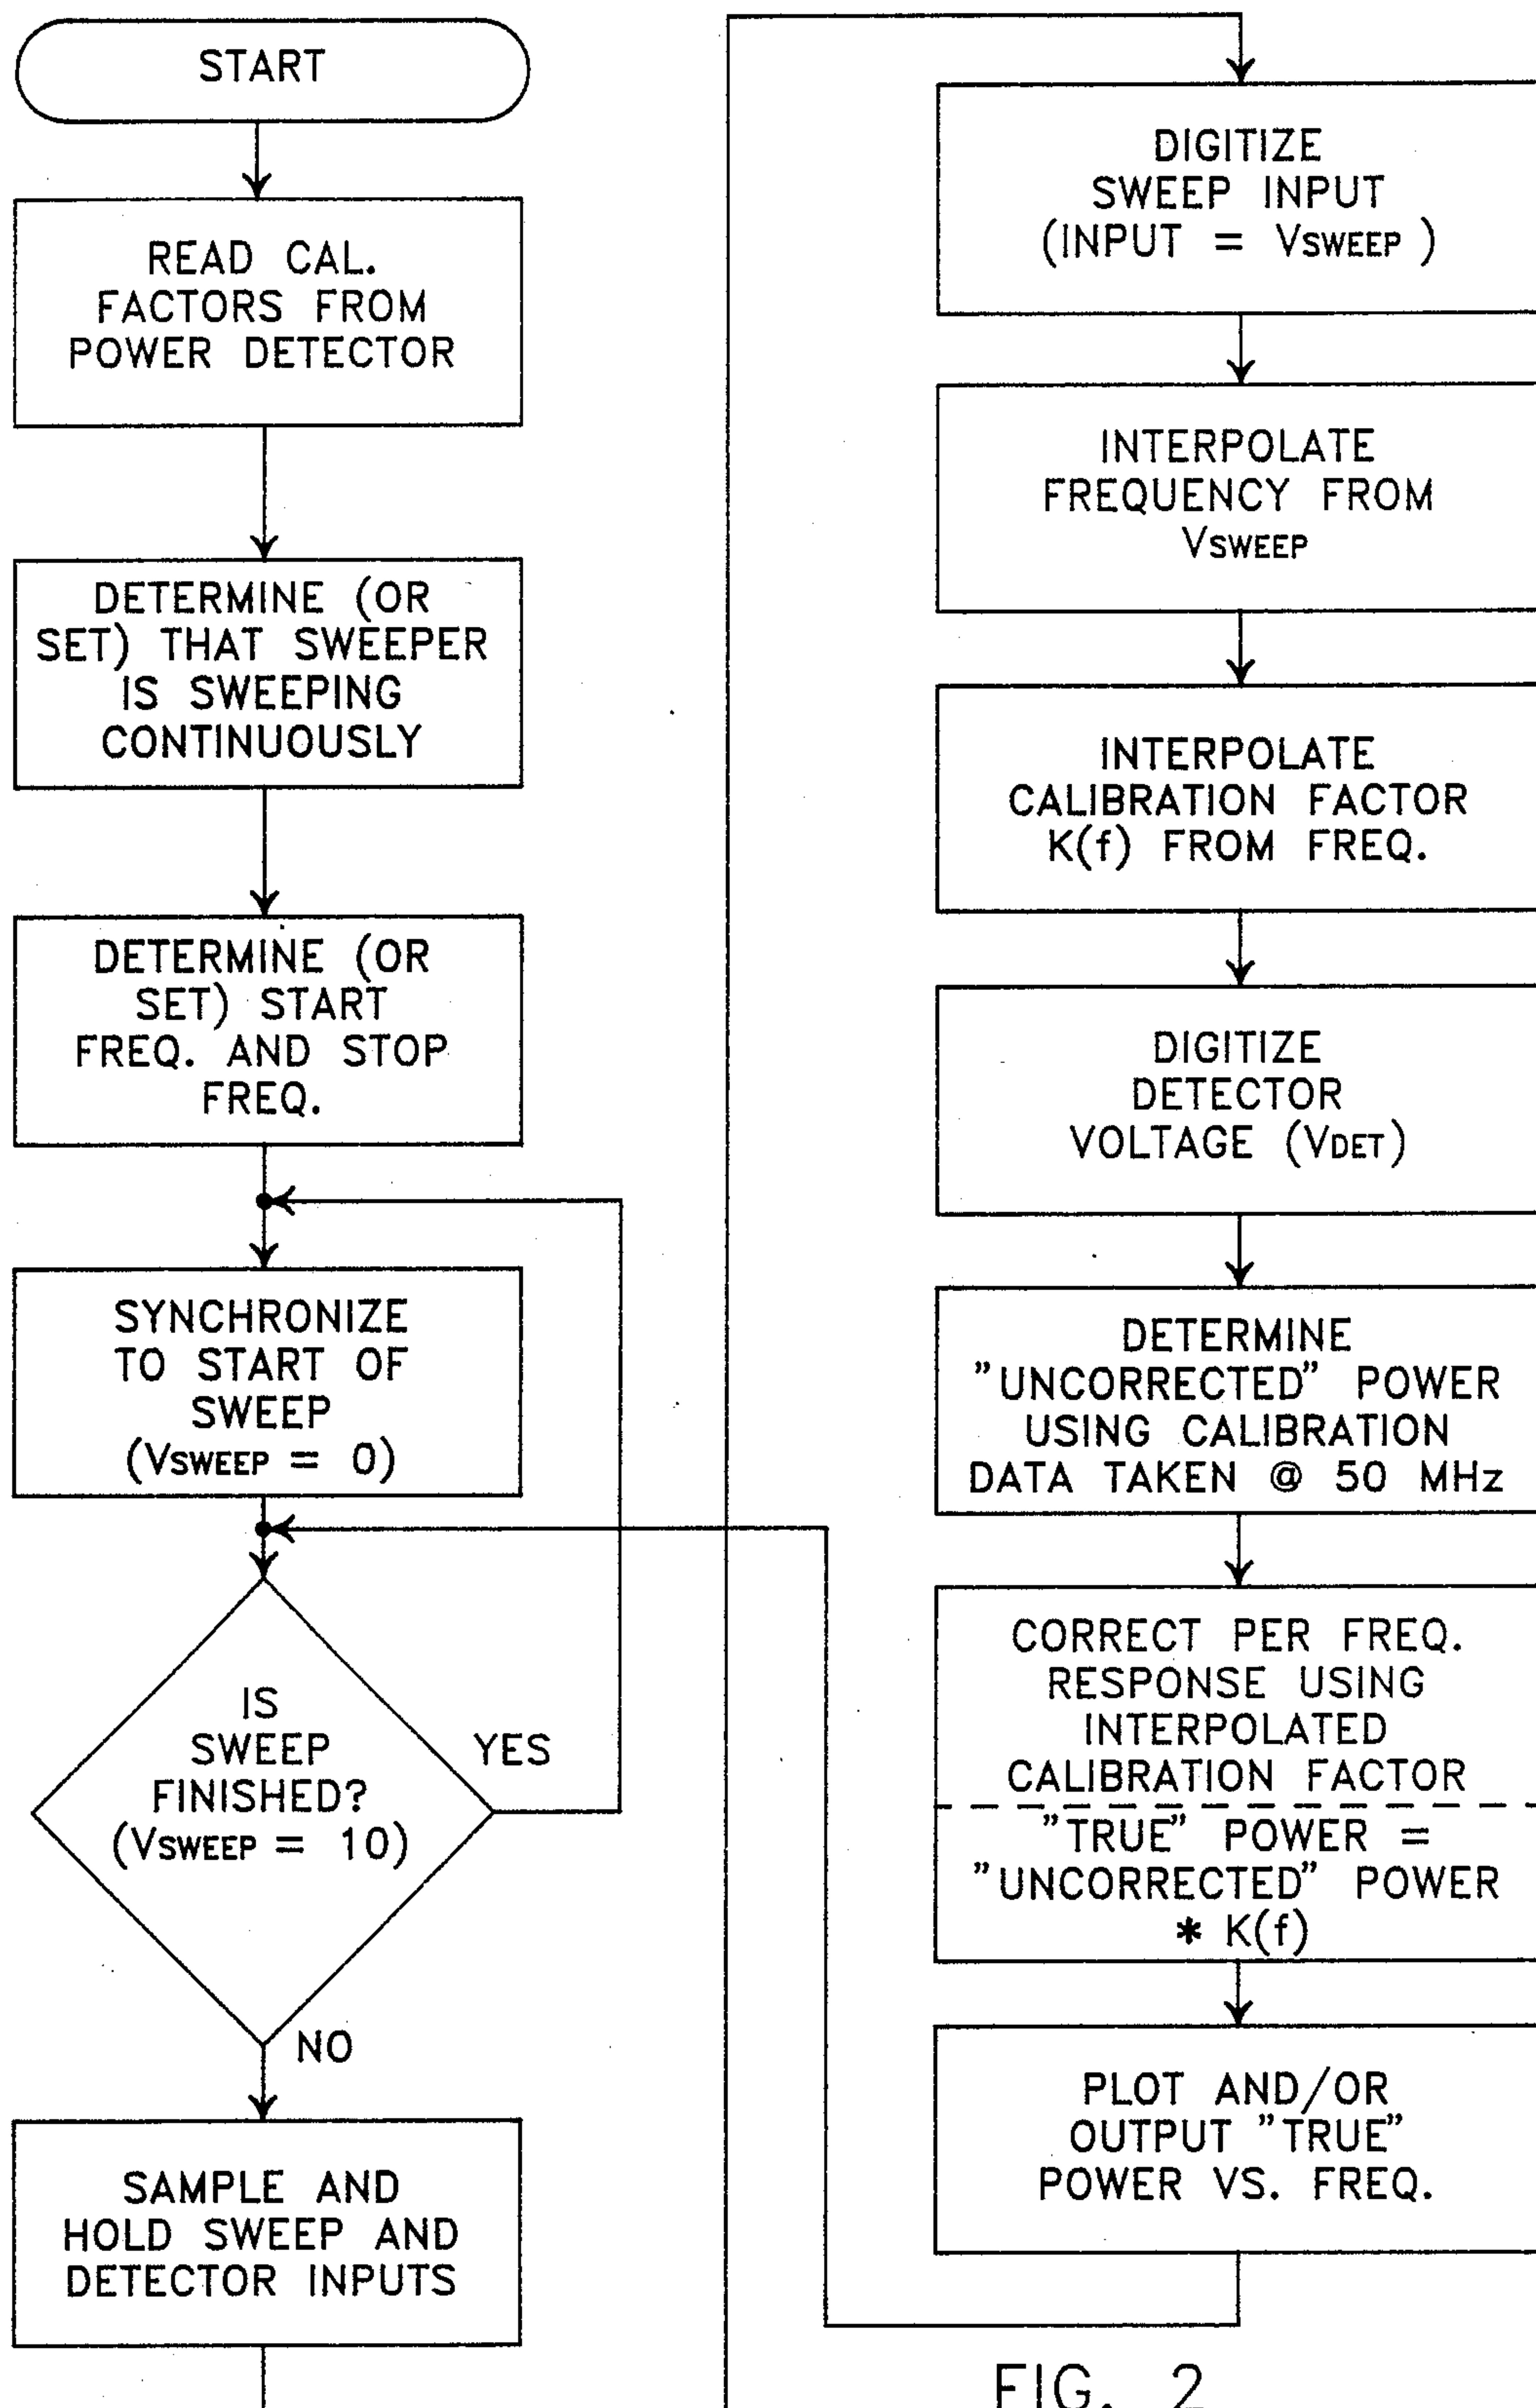 START
READ CAL.
FACTORS FROM
POWER DETECTOR
DETERMINE (OR
SET) THAT SWEEPER
IS SWEEPING
CONTINUOUSLY
DETERMINE (OR
SET) START
FREQ. AND STOP
FREQ.
SYNCHRONIZE
TO START OF
SWEEP
(VSWEEP = 0)
IS
SWEEP
FINISHED?
(VSWEEP = 10)
YES
NO
SAMPLE AND
HOLD SWEEP AND
DETECTOR INPUTS
DIGITIZE
SWEEP INPUT
(INPUT = VSWEEP )
INTERPOLATE
FREQUENCY FROM
VSWEEP
INTERPOLATE
CALIBRATION FACTOR
K(f) FROM FREQ.
DIGITIZE
DETECTOR
VOLTAGE (VDET)
DETERMINE
"UNCORRECTED" POWER
USING CALIBRATION
DATA TAKEN @ 50 MHz
CORRECT PER FREQ.
RESPONSE USING
INTERPOLATED
CALIBRATION FACTOR
"TRUE" POWER =
"UNCORRECTED" POWER
* K(f)
PLOT AND/OR
OUTPUT "TRUE"
POWER VS. FREQ.
FIG. 2